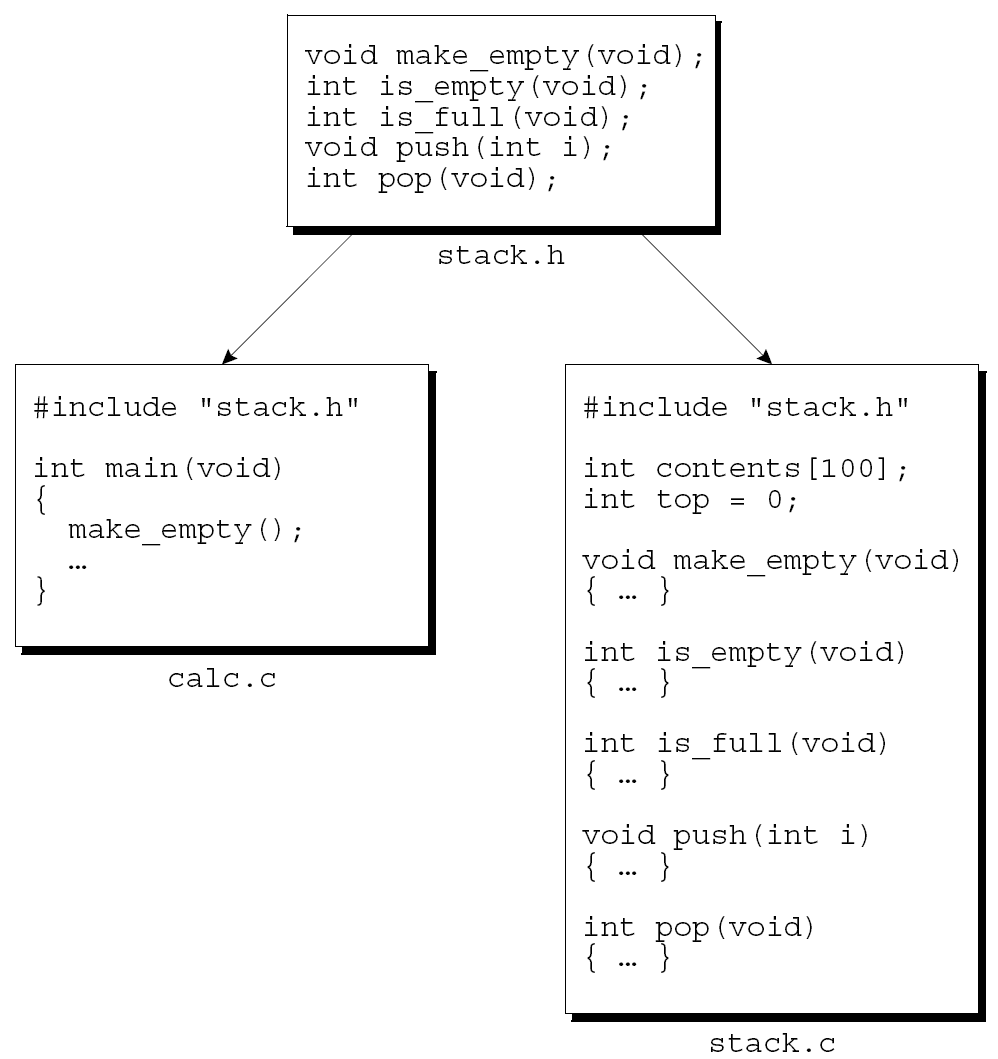 void make_empty(void);
int is_empty(void);
int is_full(void);
void push(int i);
int pop(void);
stack.h
#include "stack.h"
int main(void)
{
make_empty();
…
}
calc.c
#include "stack.h"
int contents[100];
int top = 0;
void make_empty(void)
{ … }
int is_empty(void)
{ … }
int is_full(void)
{ … }
void push(int i)
{ … }
int pop(void)
{ … }
stack.c